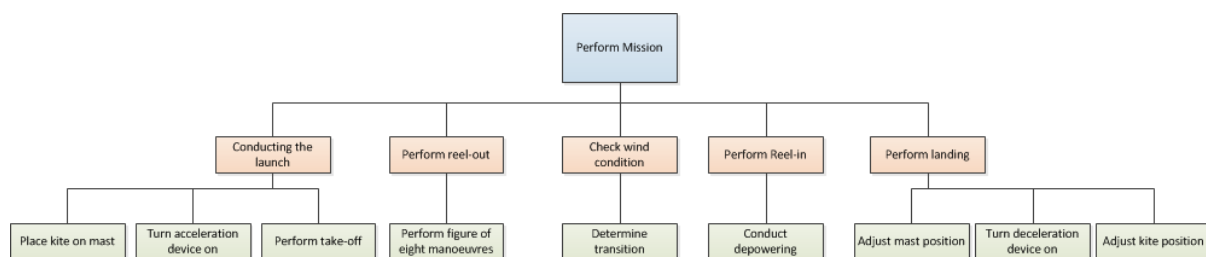 Perform Mission
Conducting the
launch
Perform reel-out
Check wind
condition
Perform Reel-in
Perform landing
Place kite on mast
Turn acceleration
device on
Perform take-off
Perform figure of
eight manoeuvres
Determine
transition
Conduct
depowering
Adjust mast position
Turn deceleration
device on
Adjust kite position